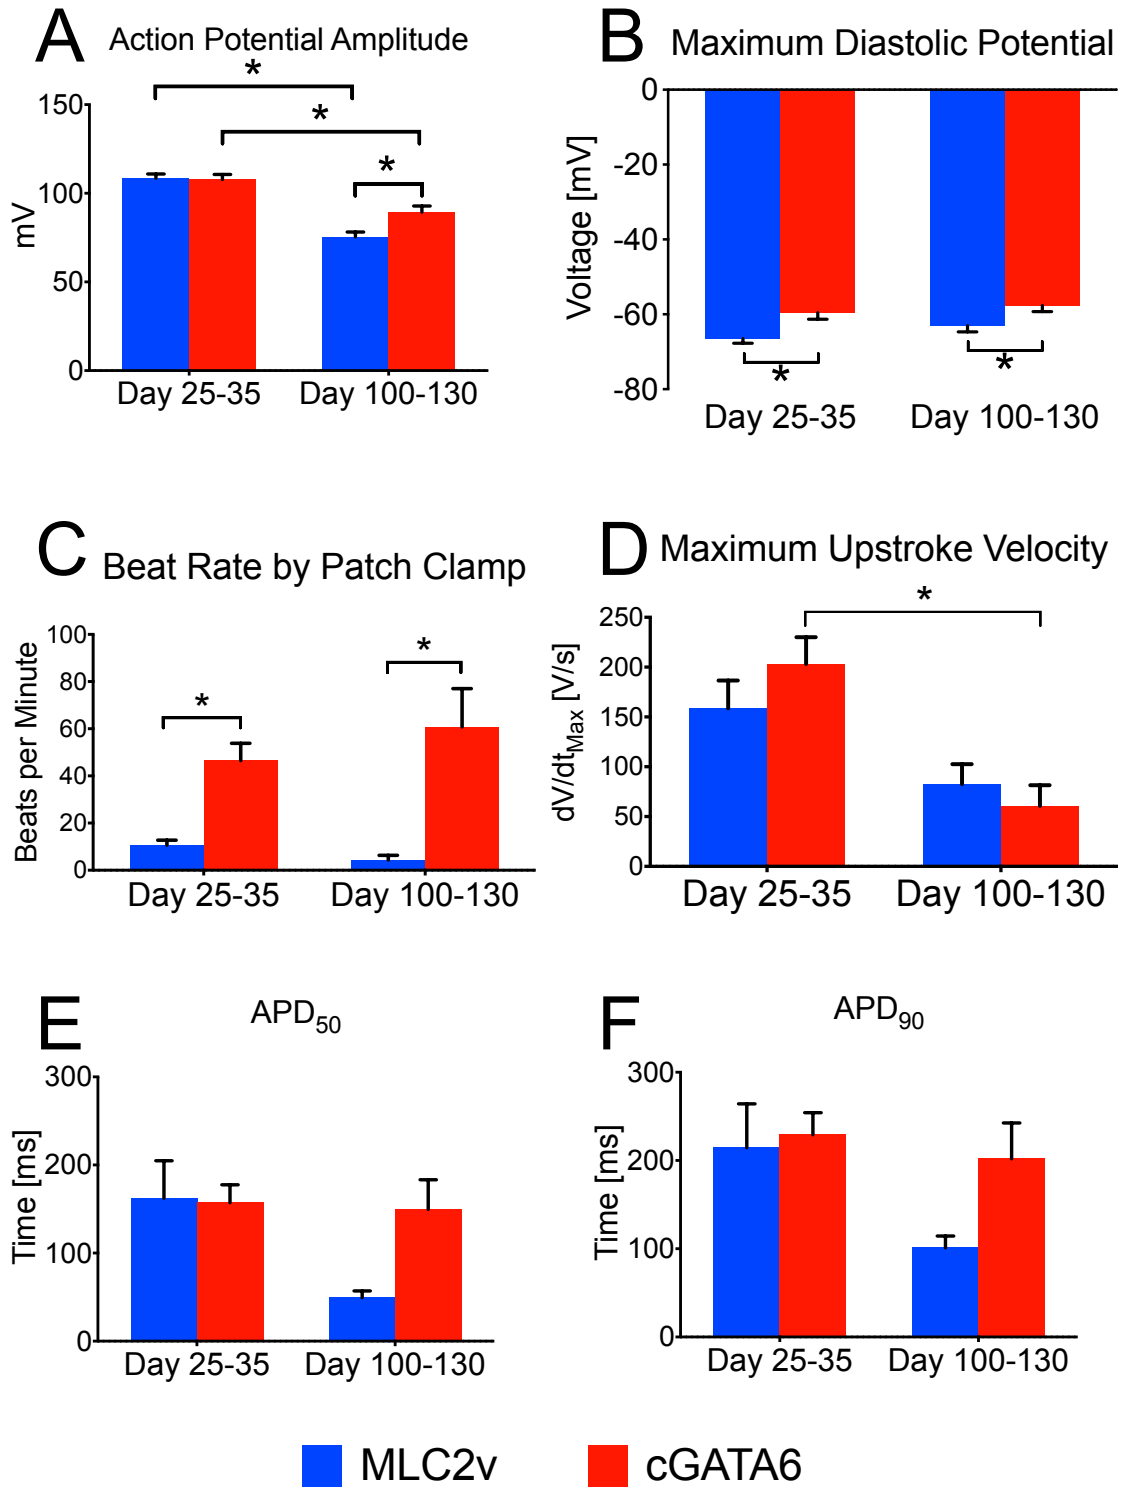 A Action Potential Amplitude
*
*
*
150
100
50
0
mV
Day 25-35 Day 100-130
B Maximum Diastolic Potential
0
-20
-40
-60
-80
Voltage [mV]
* *
Day 25-35 Day 100-130
C Beat Rate by Patch Clamp
100
80
60
40
20
0
Beats per Minute
* *
Day 25-35 Day 100-130
D Maximum Upstroke Velocity
*
250
200
150
100
50
0
dV/dtMax [V/s]
Day 25-35 Day 100-130
E APD50
300
200
100
0
Time [ms]
Day 25-35 Day 100-130
F APD90
300
200
100
0
Time [ms]
Day 25-35 Day 100-130
MLC2v cGATA6